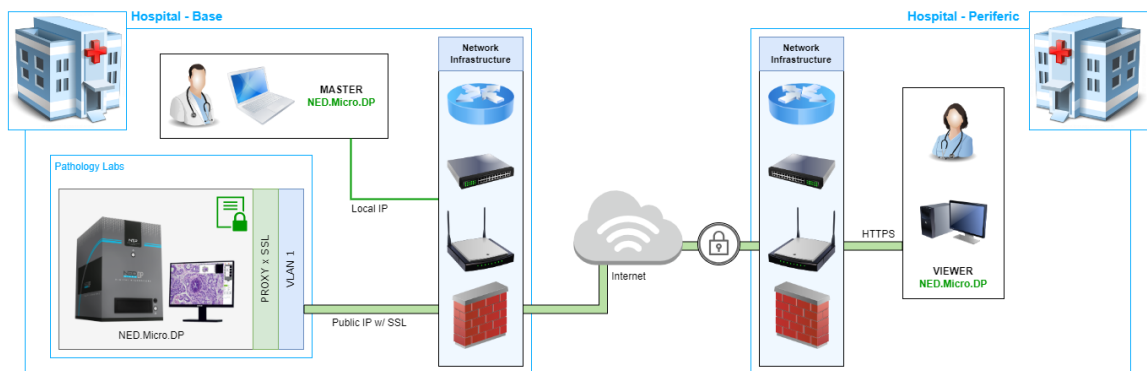 Hospital - Base
Hospital - Periferic
Network
Infrastructure
Network
Infrastructure
MASTER
NED.Micro.DP
Pathology Labs
Local IP
PROXY x SSL
VLAN 1
NED.Micro.DP
Public IP w/ SSL
Internet
HTTPS
VIEWER
NED.Micro.DP